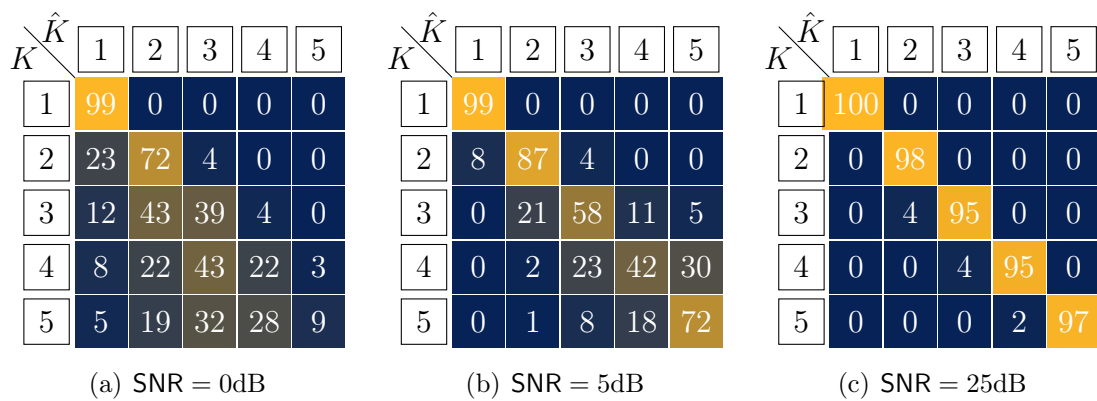 K̂ 1 2 3 4 5 K̂ 1 2 3 4 5 K̂ 1 2 3 4 5
K K K
1 99 0 0 0 0 1 99 0 0 0 0 1 100 0 0 0 0
2 23 72 4 0 0 2 8 87 4 0 0 2 0 98 0 0 0
3 12 43 39 4 0 3 0 21 58 11 5 3 0 4 95 0 0
4 8 22 43 22 3 4 0 2 23 42 30 4 0 0 4 95 0
5 5 19 32 28 9 5 0 1 8 18 72 5 0 0 0 2 97
(a) SNR = 0dB (b) SNR = 5dB (c) SNR = 25dB